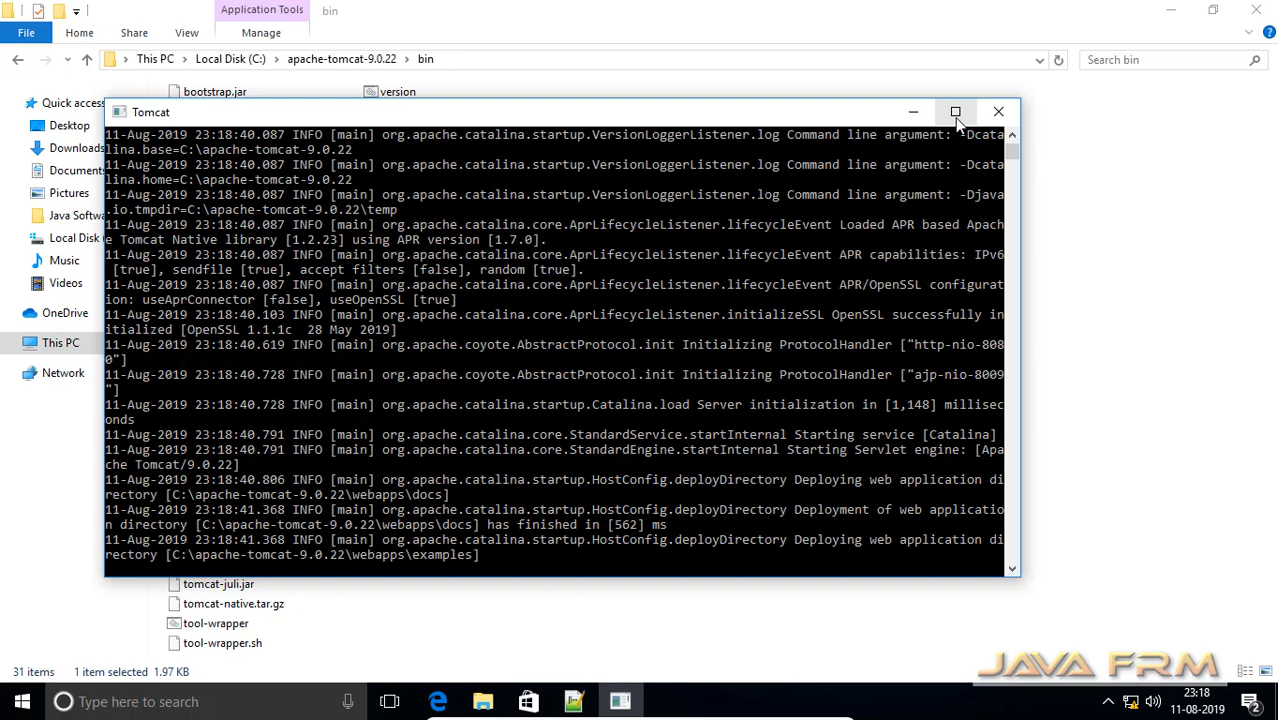 Application Tools
bin
File
Home
Share
View
Manage
This PC
Local Disk (C:)
apache-tomcat-9.0.22
bin
Search bin
Quick access
Desktop
Downloads
Documents
Pictures
Java Softwa
Local Disk
Music
Videos
OneDrive
This PC
Network
bootstrap.jar
version
Tomcat
11-Aug-2019 23:18:40.087 INFO [main] org.apache.catalina.startup.VersionLoggerListener.log Command line argument: -Dcata
lina.base=C:\apache-tomcat-9.0.22
11-Aug-2019 23:18:40.087 INFO [main] org.apache.catalina.startup.VersionLoggerListener.log Command line argument: -Dcata
lina.home=C:\apache-tomcat-9.0.22
11-Aug-2019 23:18:40.087 INFO [main] org.apache.catalina.startup.VersionLoggerListener.log Command line argument: -Djava
.io.tmpdir=C:\apache-tomcat-9.0.22\temp
11-Aug-2019 23:18:40.087 INFO [main] org.apache.catalina.core.AprLifecycleListener.lifecycleEvent Loaded APR based Apach
e Tomcat Native library [1.2.23] using APR version [1.7.0].
11-Aug-2019 23:18:40.087 INFO [main] org.apache.catalina.core.AprLifecycleListener.lifecycleEvent APR capabilities: IPv6
[true], sendfile [true], accept filters [false], random [true].
11-Aug-2019 23:18:40.087 INFO [main] org.apache.catalina.core.AprLifecycleListener.lifecycleEvent APR/OpenSSL configurat
ion: useAprConnector [false], useOpenSSL [true]
11-Aug-2019 23:18:40.103 INFO [main] org.apache.catalina.core.AprLifecycleListener.initializeSSL OpenSSL successfully in
itialized [OpenSSL 1.1.1c  28 May 2019]
11-Aug-2019 23:18:40.619 INFO [main] org.apache.coyote.AbstractProtocol.init Initializing ProtocolHandler ["http-nio-808
0"]
11-Aug-2019 23:18:40.728 INFO [main] org.apache.coyote.AbstractProtocol.init Initializing ProtocolHandler ["ajp-nio-8009
"]
11-Aug-2019 23:18:40.728 INFO [main] org.apache.catalina.startup.Catalina.load Server initialization in [1,148] millisec
onds
11-Aug-2019 23:18:40.791 INFO [main] org.apache.catalina.core.StandardService.startInternal Starting service [Catalina]
11-Aug-2019 23:18:40.791 INFO [main] org.apache.catalina.core.StandardEngine.startInternal Starting Servlet engine: [Apa
che Tomcat/9.0.22]
11-Aug-2019 23:18:40.806 INFO [main] org.apache.catalina.startup.HostConfig.deployDirectory Deploying web application di
rectory [C:\apache-tomcat-9.0.22\webapps\docs]
11-Aug-2019 23:18:41.368 INFO [main] org.apache.catalina.startup.HostConfig.deployDirectory Deployment of web applicatio
n directory [C:\apache-tomcat-9.0.22\webapps\docs] has finished in [562] ms
11-Aug-2019 23:18:41.368 INFO [main] org.apache.catalina.startup.HostConfig.deployDirectory Deploying web application di
rectory [C:\apache-tomcat-9.0.22\webapps\examples]
tomcat-juli.jar
tomcat-native.tar.gz
tool-wrapper
tool-wrapper.sh
31 items
1 item selected 1.97 KB
JAVA FRM
Type here to search
23:18
11-08-2019
2